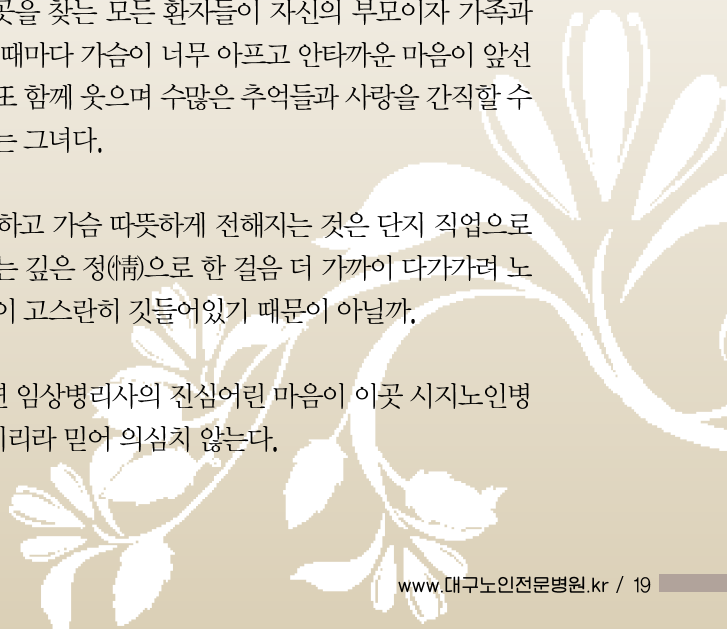 곳을 찾는 모든 환자들이 자신의 부모이자 가족과
때마다 가슴이 너무 아프고 안타까운 마음이 앞선
또 함께 웃으며 수많은 추억들과 사랑을 간직할 수
는 그녀다.
하고 가슴 따뜻하게 전해지는 것은 단지 직업으로
는 깊은 정(情)으로 한 걸음 더 가까이 다가가려 노
이 고스란히 깃들어있기 때문이 아닐까.
임상병리사의 진심어린 마음이 이곳 시지노인병
리라 믿어 의심치 않는다.
www.대구노인전문병원.kr / 19